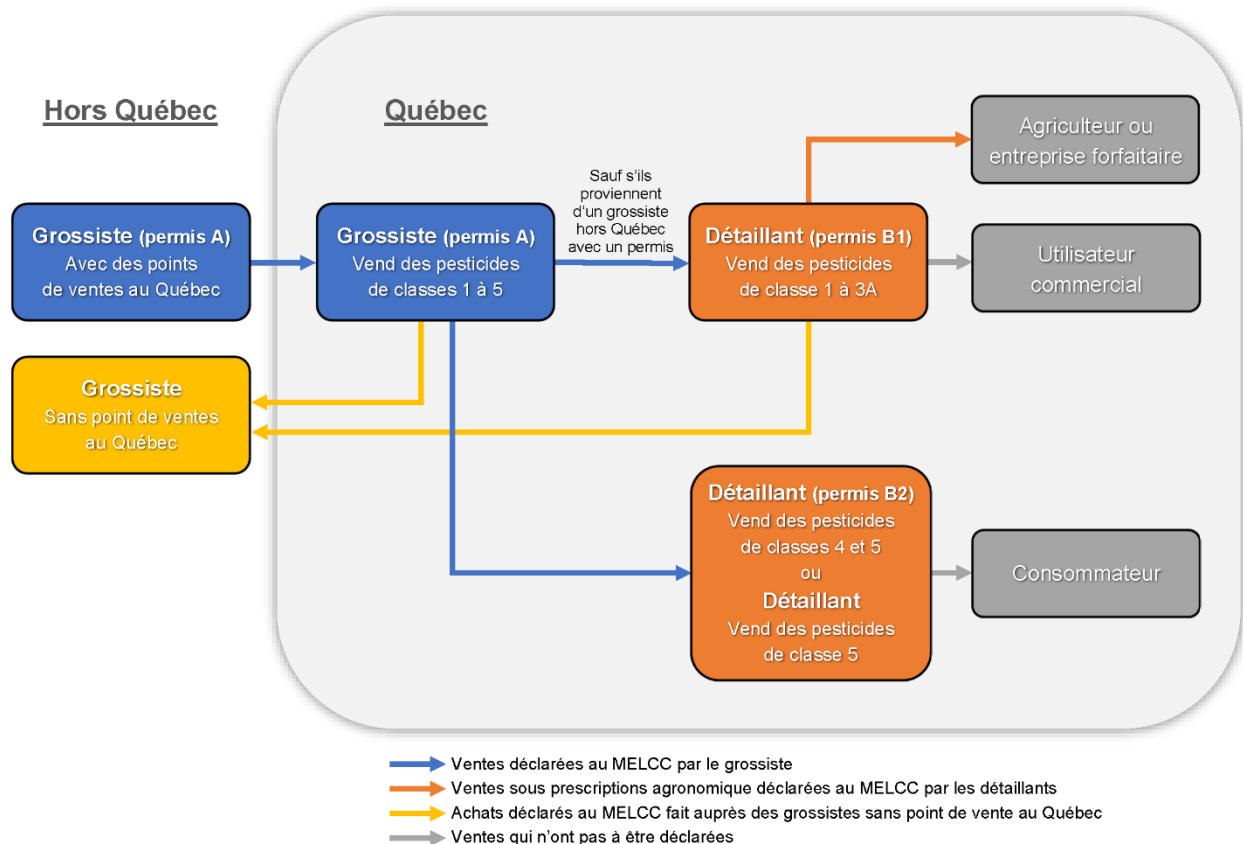 Hors Québec
Québec
Agriculteur ou
entreprise forfaitaire
Sauf s'ils
proviennent
d'un grossiste
hors Québec
avec un permis
Grossiste (permis A)
Avec des points
de ventes au Québec
Grossiste (permis A)
Vend des pesticides
de classes 1 à 5
Détaillant (permis B1)
Vend des pesticides
de classe 1 à 3A
Utilisateur
commercial
Grossiste
Sans point de ventes
au Québec
Détaillant (permis B2)
Vend des pesticides
de classes 4 et 5
ou
Détaillant
Vend des pesticides
de classe 5
Consommateur
Ventes déclarées au MELCC par le grossiste
Ventes sous prescriptions agronomique déclarées au MELCC par les détaillants
Achats déclarés au MELCC fait auprès des grossistes sans point de vente au Québec
Ventes qui n'ont pas à être déclarées